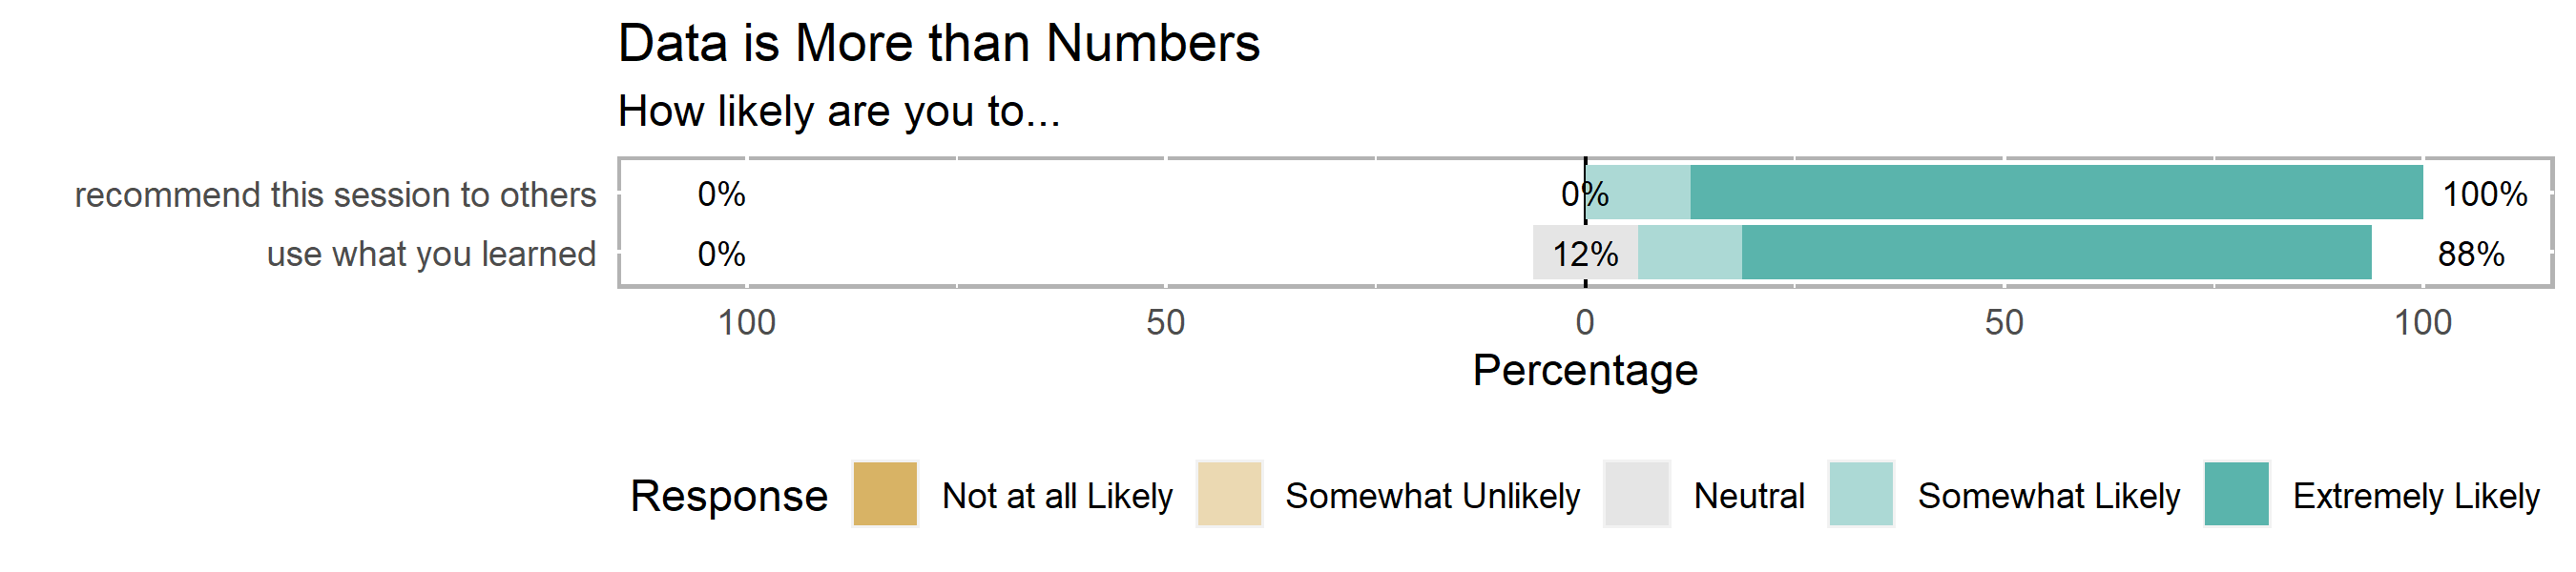 Data is More than Numbers
How likely are you to...
recommend this session to others 0% 0% 100%
use what you learned 0% 12% 88%
100 50 0 50 100
Percentage
Response Not at all Likely Somewhat Unlikely Neutral Somewhat Likely Extremely Likely